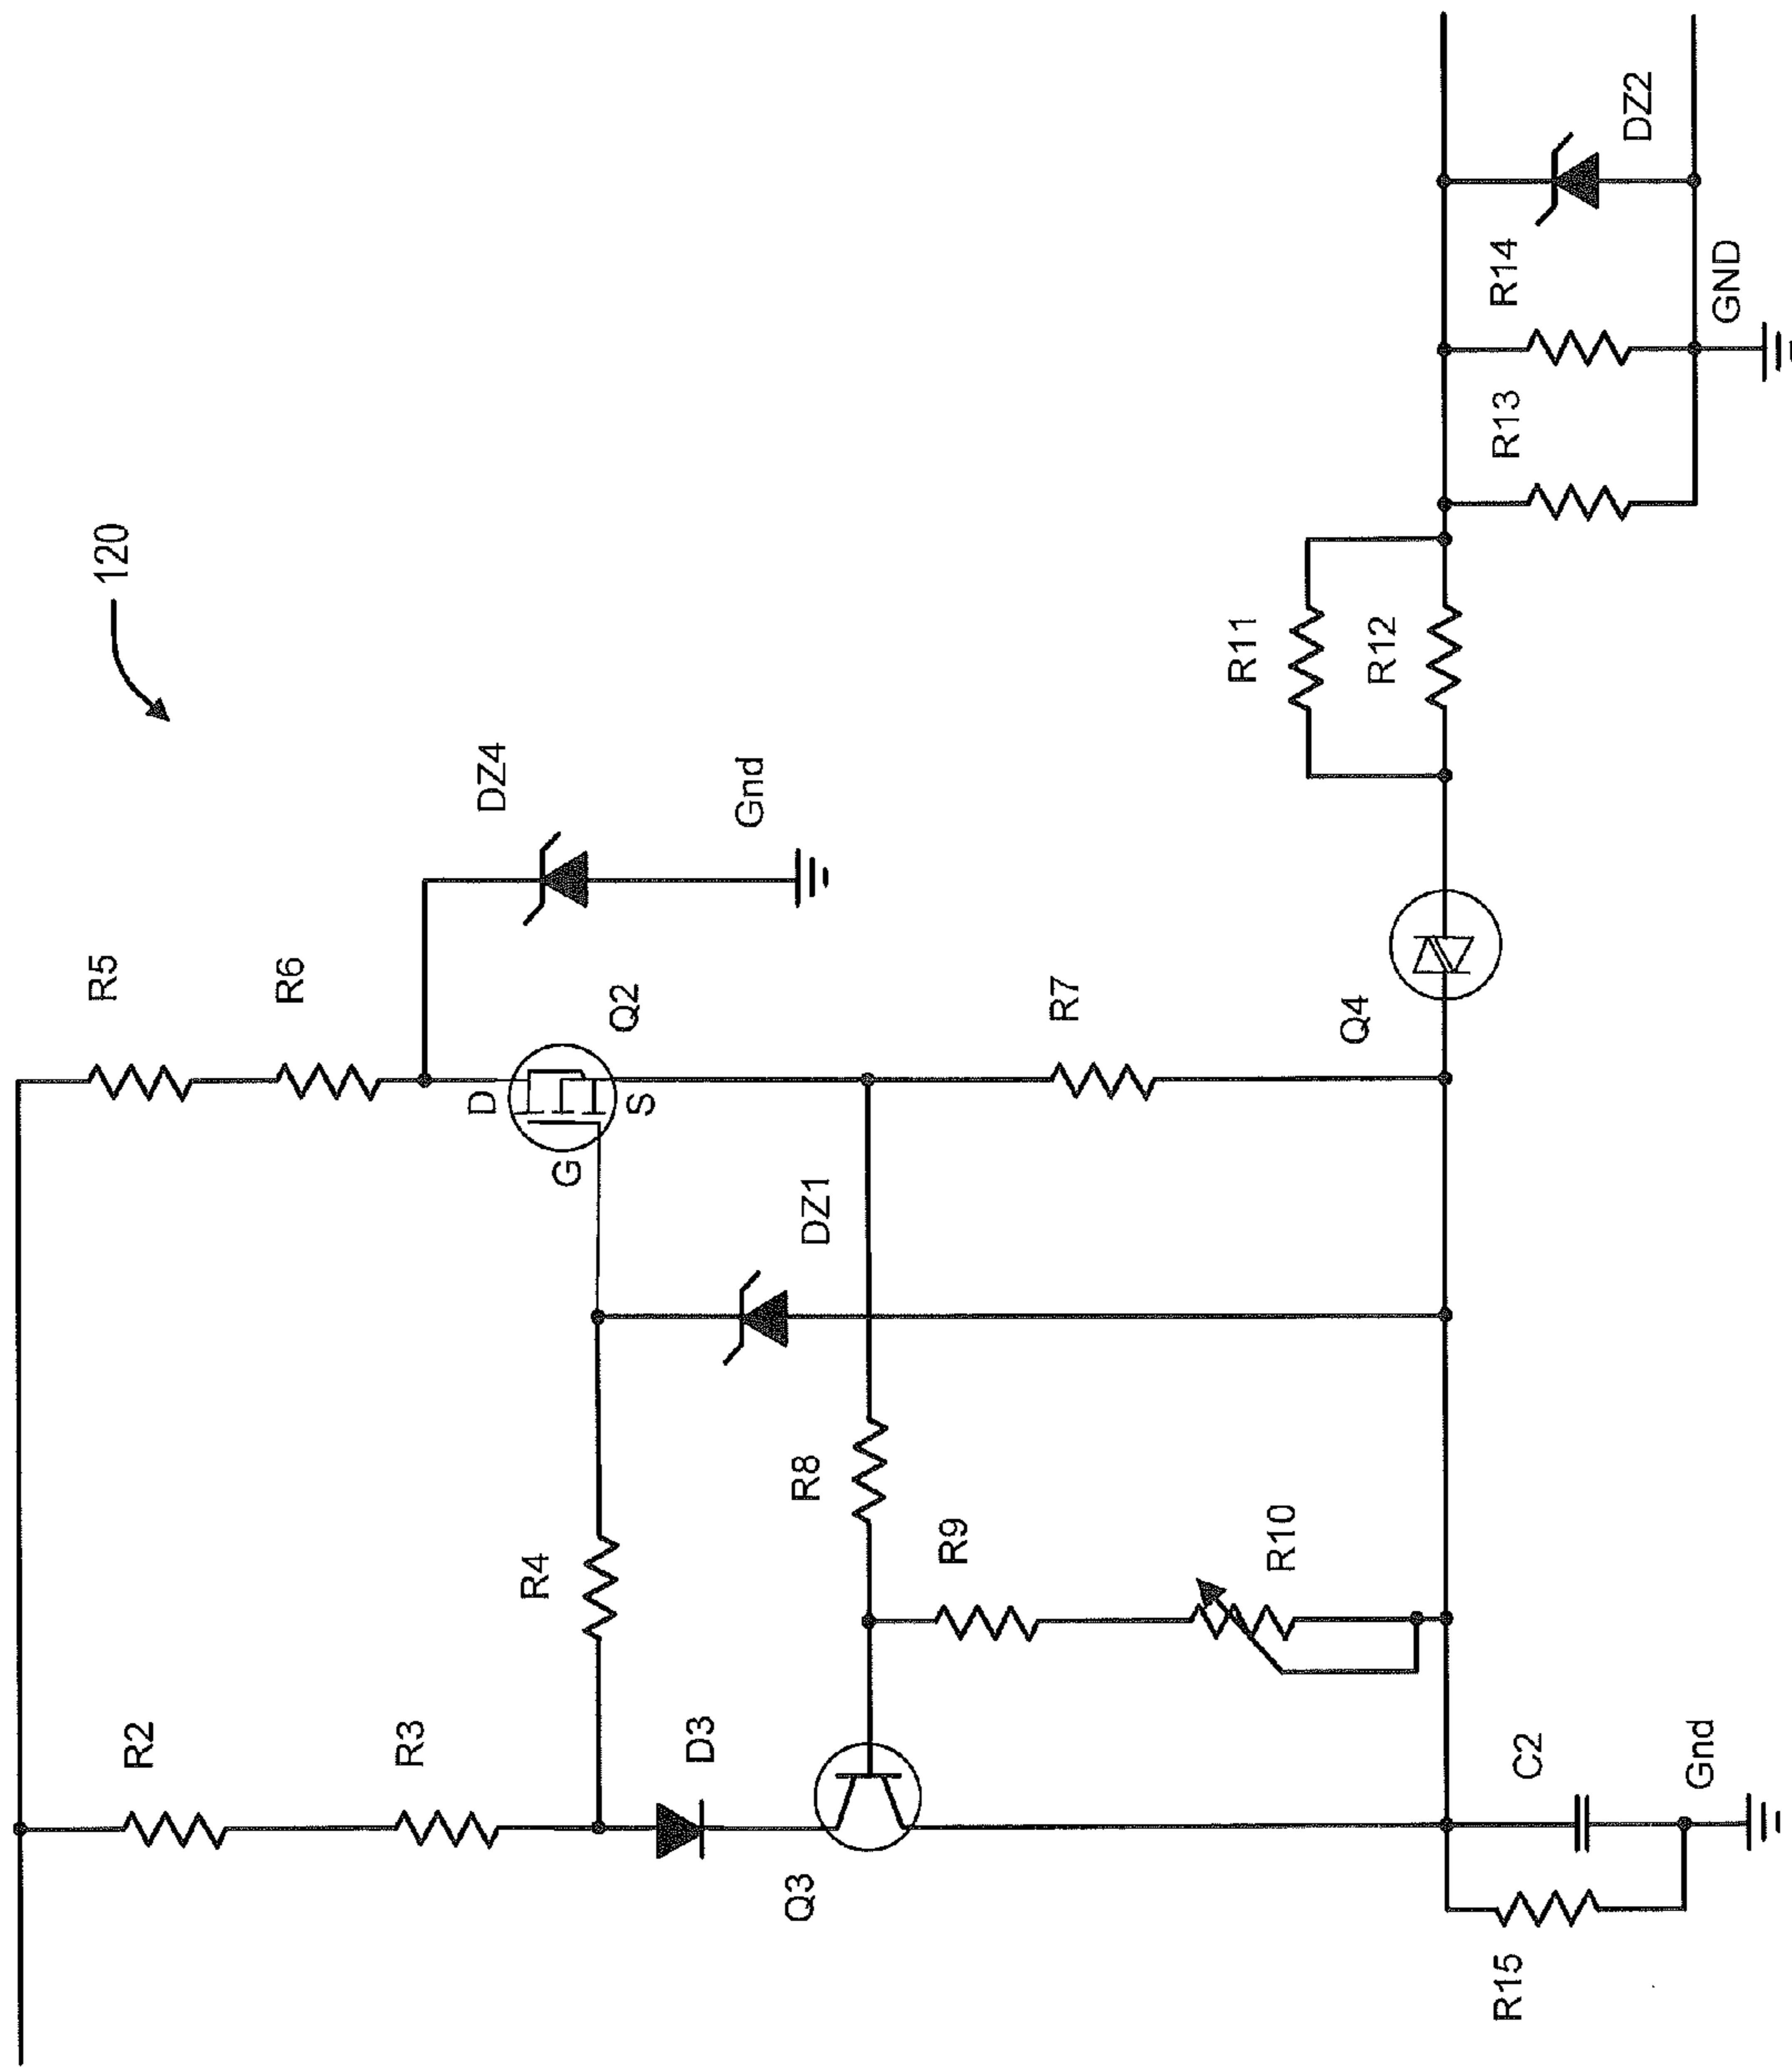 120
R5
R6
DZ4
Gnd
D
G
S
Q2
R2
R3
R4
D3
DZ1
R7
R8
R9
R10
Q3
Q4
R11
R12
R13
R14
DZ2
GND
C2
Gnd
R15